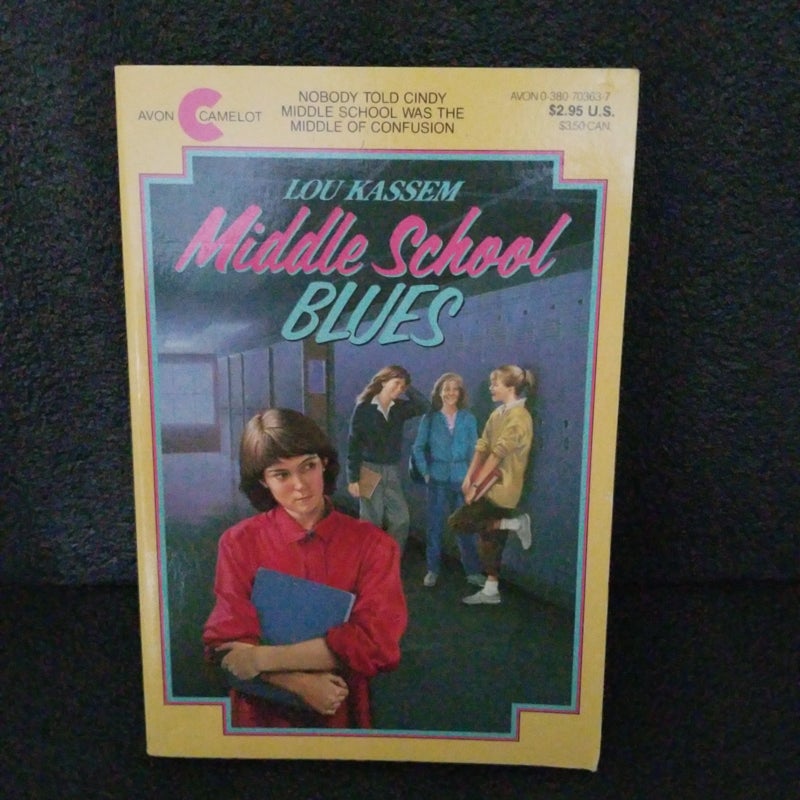 AVON CAMELOT
NOBODY TOLD CINDY
MIDDLE SCHOOL WAS THE
MIDDLE OF CONFUSION
AVON 0-380-70363-7
$2.95 U.S.
$3.50 CAN.
LOU KASSEM
Middle School
BLUES